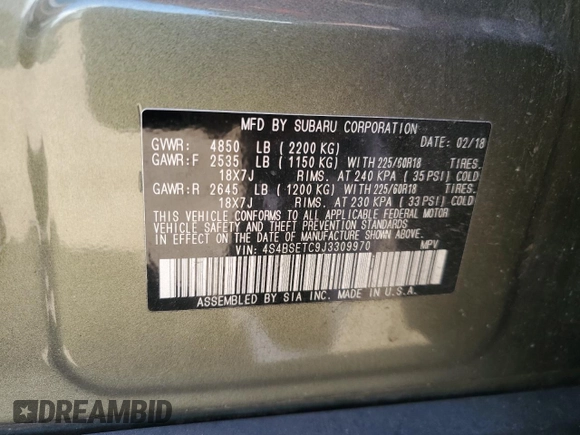 MFD BY SUBARU CORPORATION
GVWR: 4850 LB ( 2200 KG) DATE: 02/18
GAWR:F 2535 LB ( 1150 KG) WITH 225/60R18 TIRES.
18X7J RIMS. AT 240 KPA ( 35 PSI) COLD
GAWR:R 2645 LB ( 1200 KG) WITH 225/60R18 TIRES.
18X7J RIMS. AT 230 KPA ( 33 PSI) COLD
THIS VEHICLE CONFORMS TO ALL APPLICABLE FEDERAL MOTOR
VEHICLE SAFETY AND THEFT PREVENTION STANDARDS
IN EFFECT ON THE DATE OF MANUFACTURE SHOWN ABOVE.
VIN: 4S4BSETC9J3309970 MPV
ASSEMBLED BY SIA INC. MADE IN U.S.A.
DREAMBID